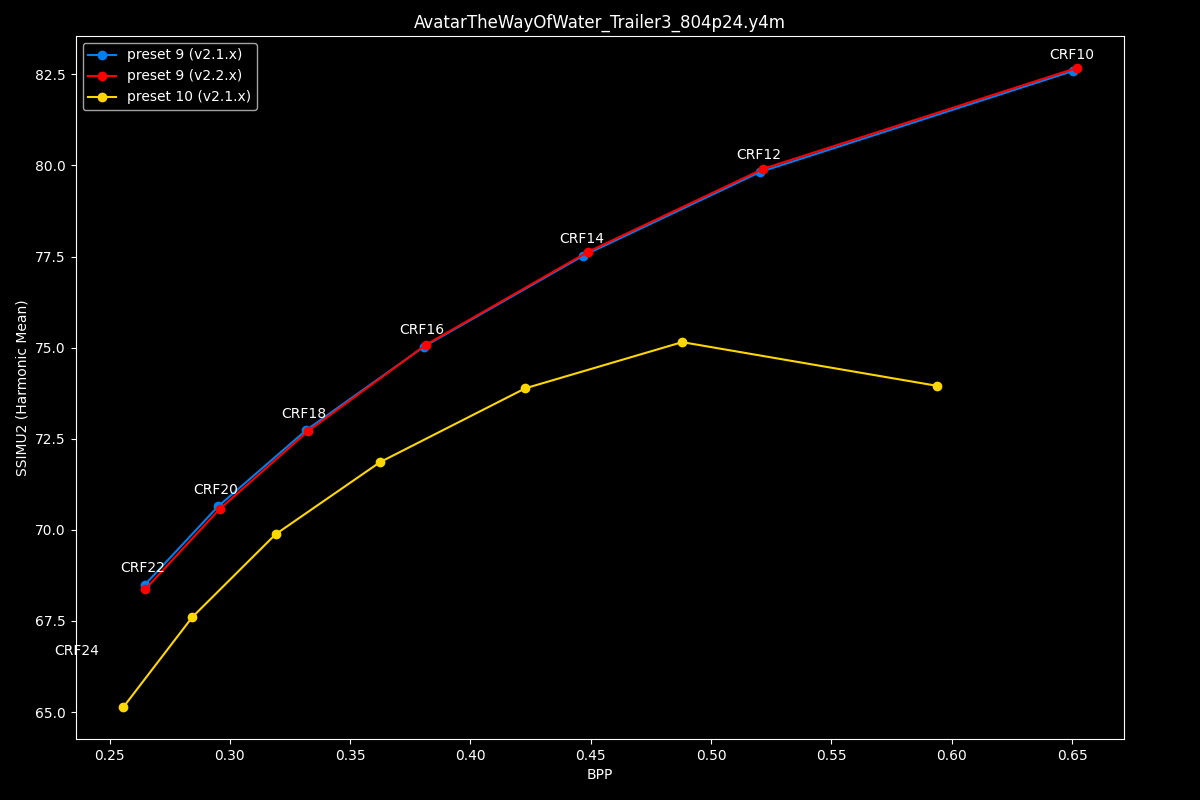 AvatarTheWayOfWater_Trailer3_804p24.y4m
preset 9 (v2.1.x)
preset 9 (v2.2.x)
preset 10 (v2.1.x)
CRF10
CRF12
CRF14
CRF16
CRF18
CRF20
CRF22
CRF24
82.5
80.0
77.5
75.0
72.5
70.0
67.5
65.0
SSIMU2 (Harmonic Mean)
0.25 0.30 0.35 0.40 0.45 0.50 0.55 0.60 0.65
BPP